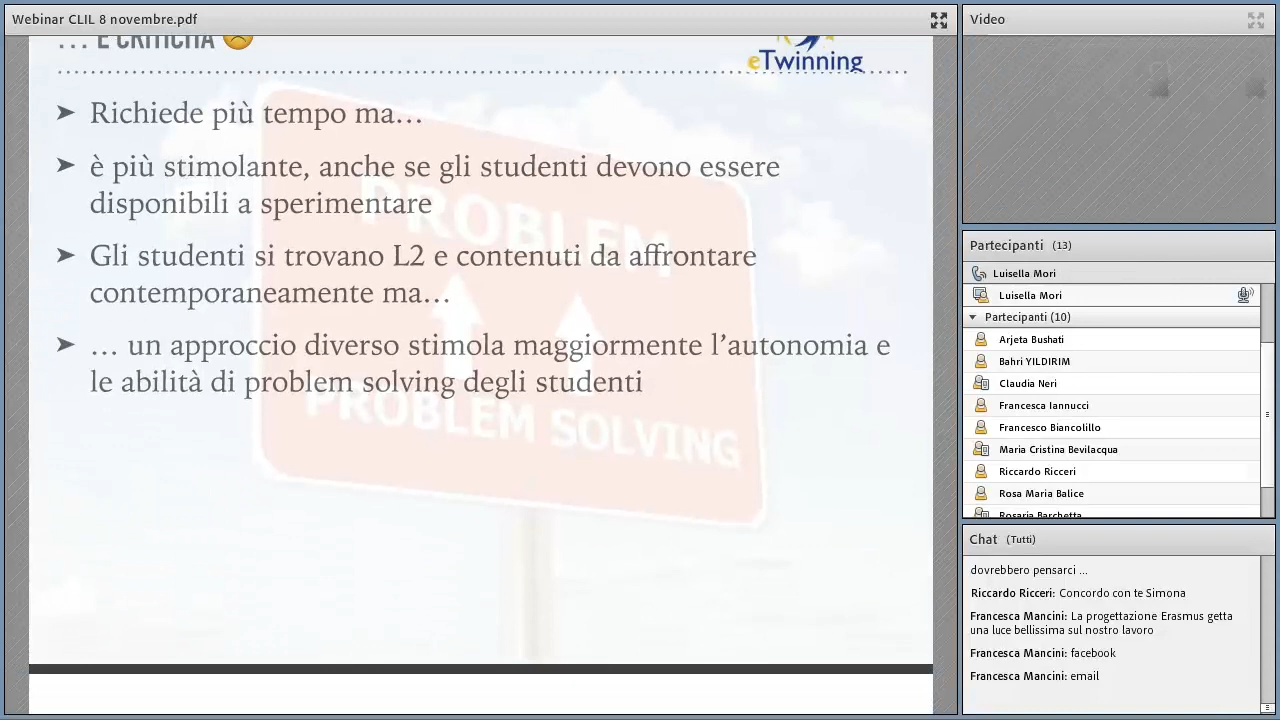 Webinar CLIL 8 novembre.pdf
... E CRITICITÀ
eTwinning
➤ Richiede più tempo ma…
➤ è più stimolante, anche se gli studenti devono essere
disponibili a sperimentare
➤ Gli studenti si trovano L2 e contenuti da affrontare
contemporaneamente ma…
➤ … un approccio diverso stimola maggiormente l’autonomia e
le abilità di problem solving degli studenti
PROBLEM
PROBLEM SOLVING
Video
Partecipanti (13)
Luisella Mori
Luisella Mori
Partecipanti (10)
Arjeta Bushati
Bahri YILDIRIM
Claudia Neri
Francesca Iannucci
Francesco Biancolillo
Maria Cristina Bevilacqua
Riccardo Ricceri
Rosa Maria Balice
Rosaria Barchetta
Chat (Tutti)
dovrebbero pensarci ...
Riccardo Ricceri: Concordo con te Simona
Francesca Mancini: La progettazione Erasmus getta
una luce bellissima sul nostro lavoro
Francesca Mancini: facebook
Francesca Mancini: email